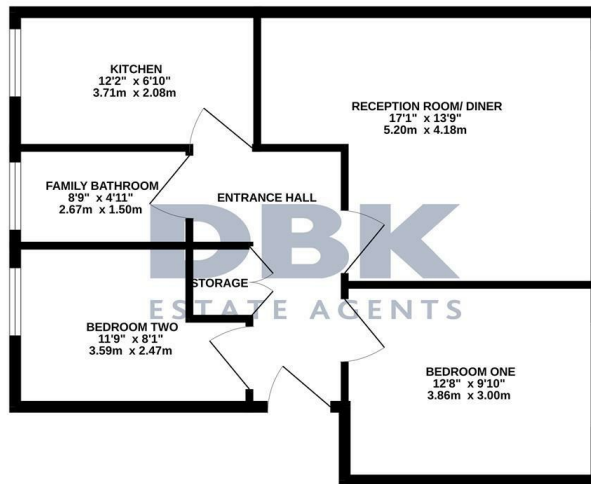 KITCHEN
12'2" x 6'10"
3.71m x 2.08m
RECEPTION ROOM/ DINER
17'1" x 13'9"
5.20m x 4.18m
FAMILY BATHROOM
8'9" x 4'11"
2.67m x 1.50m
ENTRANCE HALL
DBK
ESTATE AGENTS
STORAGE
BEDROOM TWO
11'9" x 8'1"
3.59m x 2.47m
BEDROOM ONE
12'8" x 9'10"
3.86m x 3.00m